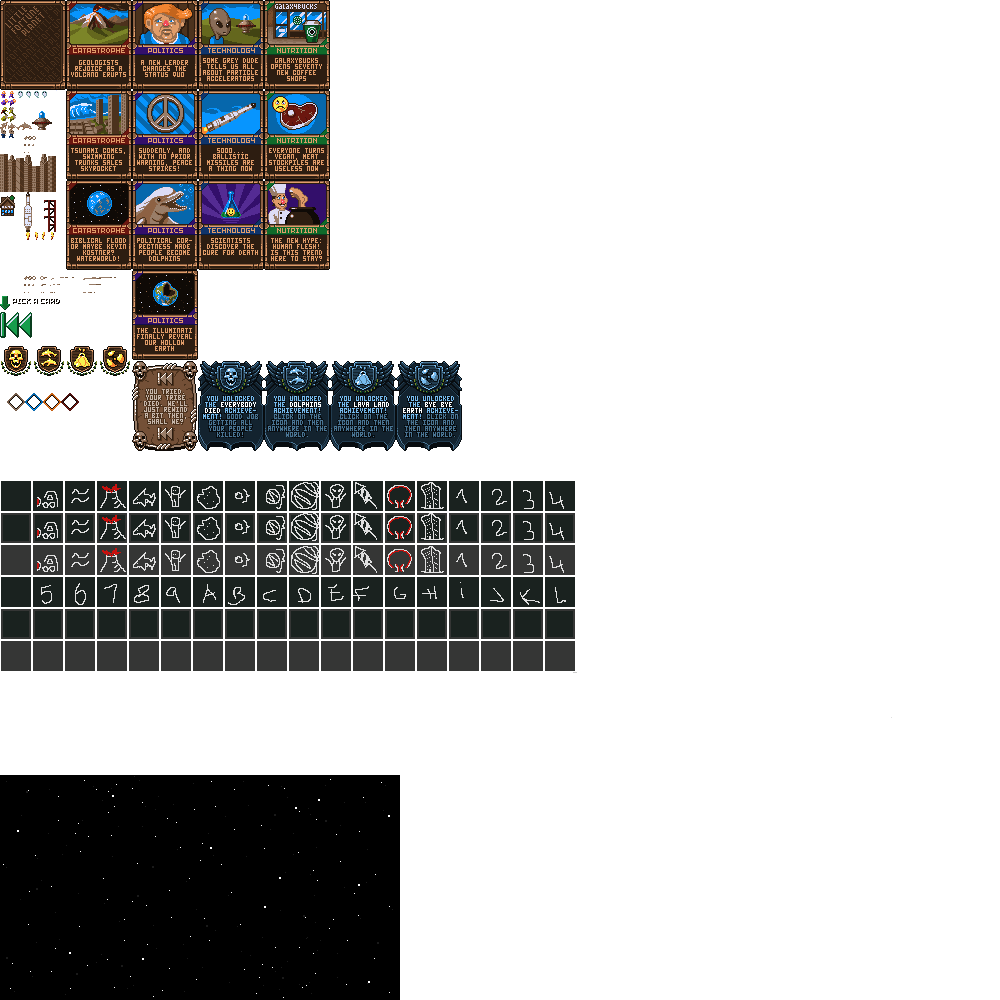 CATASTROPHE
GEOLOGISTS
REJOICE AS A
VOLCANO ERUPTS
POLITICS
A NEW LEADER
CHANGES THE
STATUS QUO
TECHNOLOGY
SOME GREY DUDE
TELLS US ALL
ABOUT PARTICLE
ACCELERATORS
GALAXYBUCKS
NUTRITION
GALAXYBUCKS
OPENS SEVENTY
NEW COFFEE
SHOPS
CATASTROPHE
TSUNAMI COMES,
SWIMMING
TRUNKS SALES
SKYROCKET
POLITICS
SUDDENLY, AND
WITH NO PRIOR
WARNING, PEACE
STRIKES!
TECHNOLOGY
SOOO...
BALLISTIC
MISSILES ARE
A THING NOW
NUTRITION
EVERYONE TURNS
VEGAN, MEAT
STOCKPILES ARE
USELESS NOW
CATASTROPHE
BIBLICAL FLOOD
OR MAYBE KEVIN
KOSTNER?
WATERWORLD!
POLITICS
POLITICAL COR-
RECTNESS MADE
PEOPLE BECOME
DOLPHINS
TECHNOLOGY
SCIENTISTS
DISCOVER THE
CURE FOR DEATH
NUTRITION
THE NEW HYPE:
HUMAN FLESH!
IS THIS TREND
HERE TO STAY?
PICK A CARD
POLITICS
THE ILLUMINATI
FINALLY REVEAL
OUR HOLLOW
EARTH
YOU TRIED,
YOUR TRIBE
DIED. WE'LL
JUST REWIND
A BIT THEN,
SHALL WE?
YOU UNLOCKED
THE EVERYBODY
DIED ACHIEVE-
MENT! GOOD JOB
GETTING ALL
YOUR PEOPLE
KILLED!
YOU UNLOCKED
THE DOLPHINS
ACHIEVEMENT!
CLICK ON THE
ICON AND THEN
ANYWHERE IN THE
WORLD.
YOU UNLOCKED
THE LAVA LAND
ACHIEVEMENT!
CLICK ON THE
ICON AND THEN
ANYWHERE IN THE
WORLD.
YOU UNLOCKED
THE BYE BYE
EARTH ACHIEVE-
MENT! CLICK ON
THE ICON AND
THEN ANYWHERE
IN THE WORLD.
1 2 3 4
1 2 3 4
1 2 3 4
5 6 7 8 9 A B C D E F G H i J K L